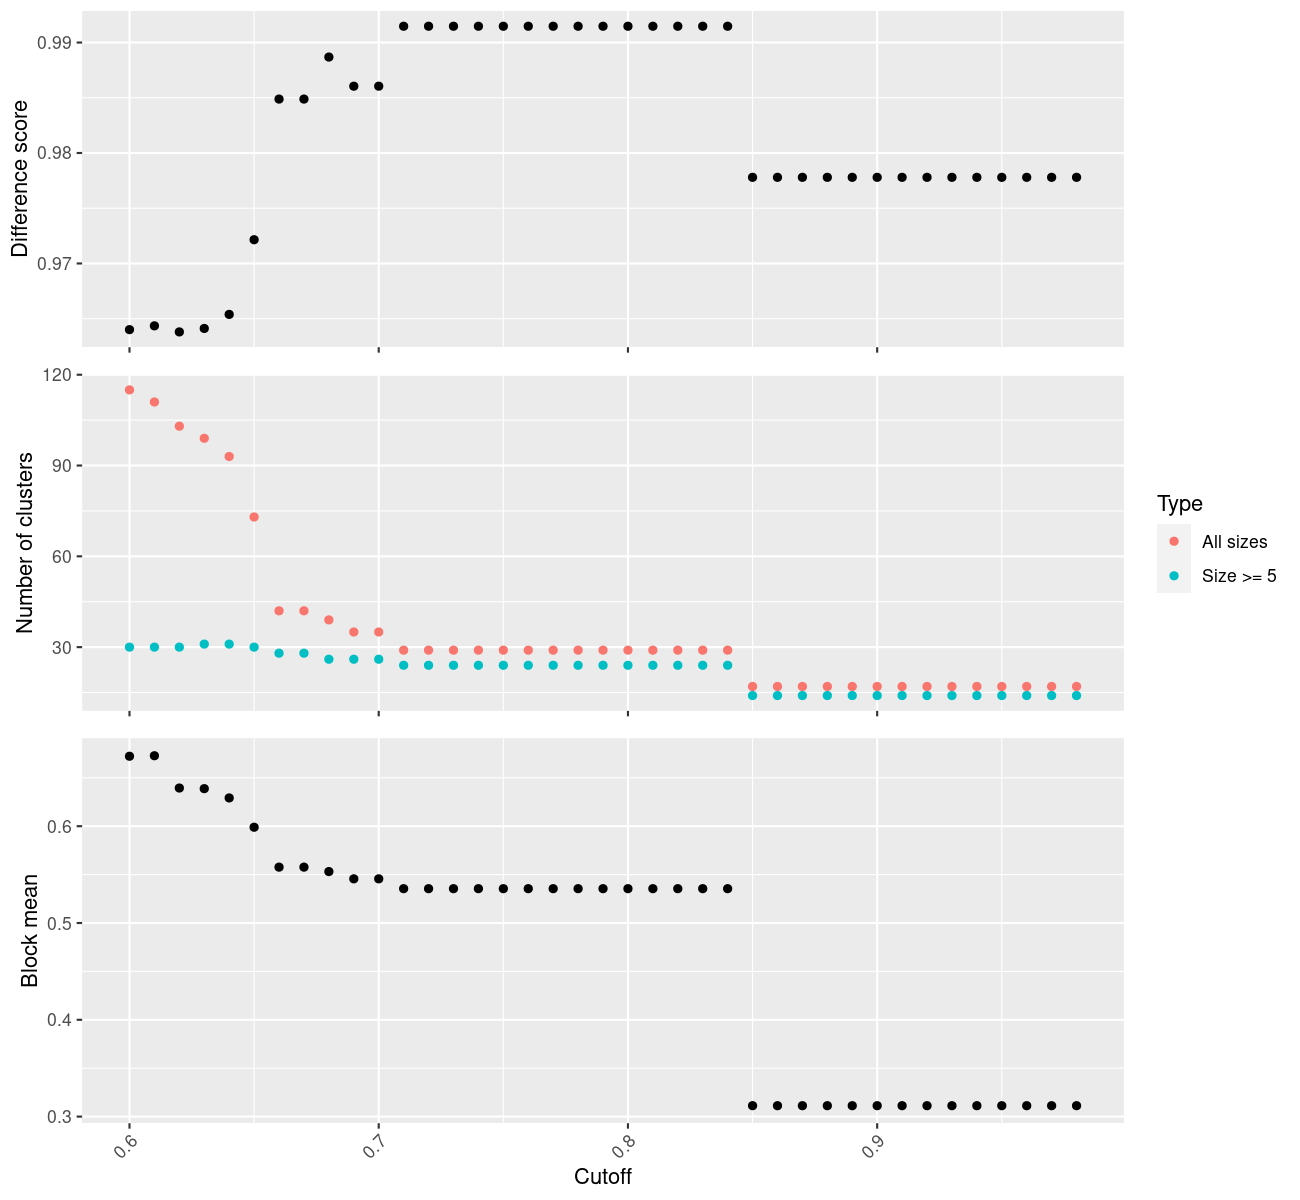 Difference score
0.99
0.98
0.97
Number of clusters
120
90
60
30
Type
All sizes
Size >= 5
Block mean
0.6
0.5
0.4
0.3
0.6 0.7 0.8 0.9
Cutoff